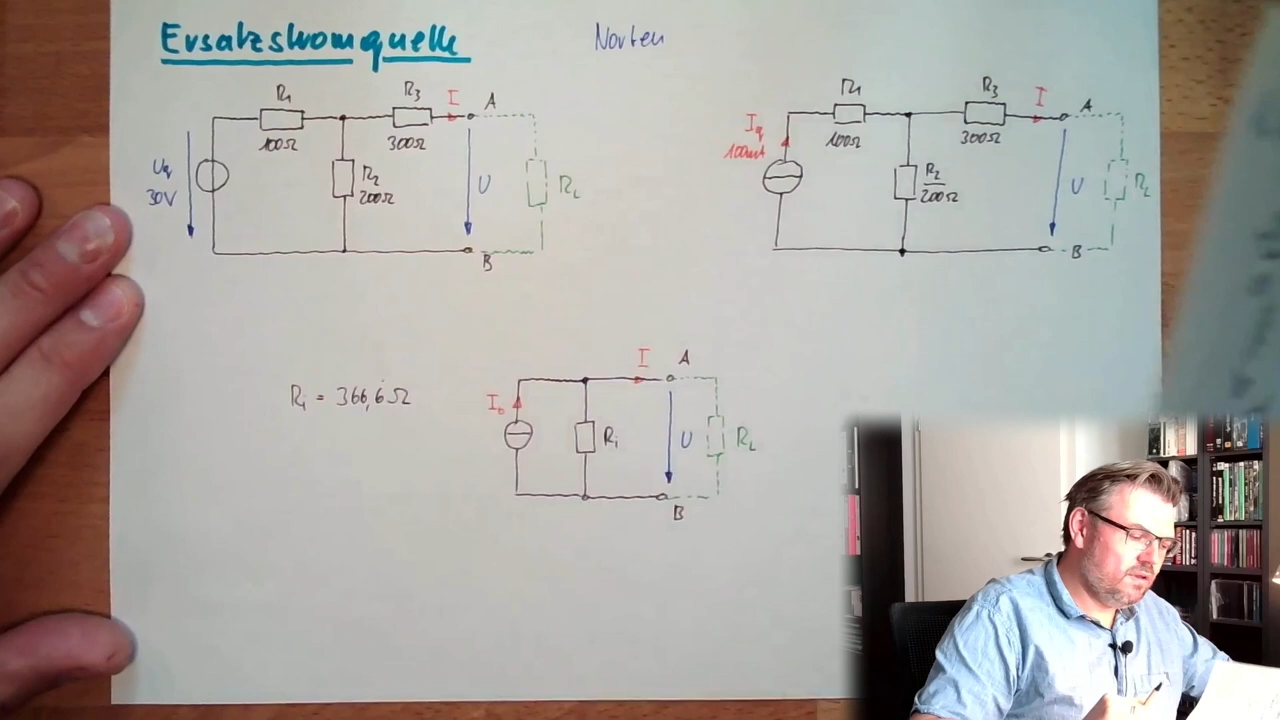 Ersatzstromquelle
Norten
R1
100Ω
R3
300Ω
I
A
Uq
30V
R2
200Ω
U
RL
B
Iq
100mA
R1
100Ω
R3
300Ω
I
A
R2
200Ω
U
RL
B
Ri = 366,6Ω
I0
Ri
I
A
U
RL
B